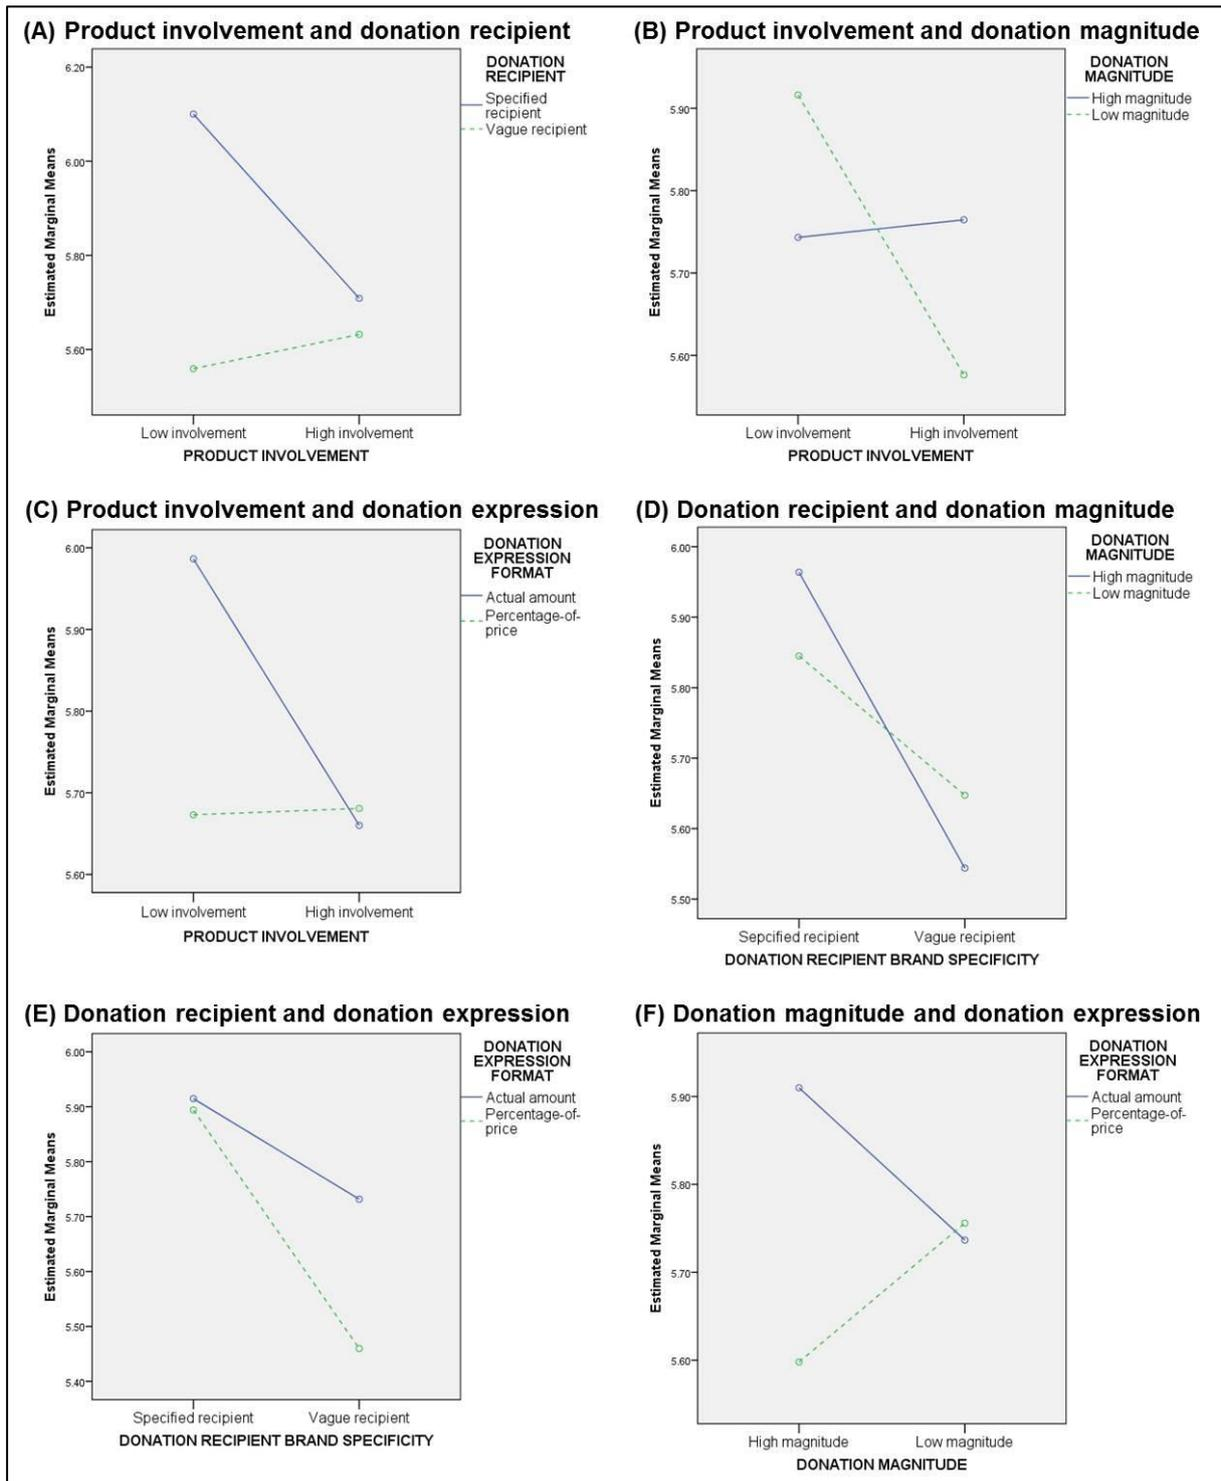 (A) Product involvement and donation recipient
DONATION
RECIPIENT
Specified
recipient
Vague recipient
6.20
6.00
5.80
5.60
Estimated Marginal Means
Low involvement
High involvement
PRODUCT INVOLVEMENT
(B) Product involvement and donation magnitude
DONATION
MAGNITUDE
High magnitude
Low magnitude
5.90
5.80
5.70
5.60
Estimated Marginal Means
Low involvement
High involvement
PRODUCT INVOLVEMENT
(C) Product involvement and donation expression
DONATION
EXPRESSION
FORMAT
Actual amount
Percentage-of-
price
6.00
5.90
5.80
5.70
5.60
Estimated Marginal Means
Low involvement
High involvement
PRODUCT INVOLVEMENT
(D) Donation recipient and donation magnitude
DONATION
MAGNITUDE
High magnitude
Low magnitude
6.00
5.90
5.80
5.70
5.60
5.50
Estimated Marginal Means
Sepcified recipient
Vague recipient
DONATION RECIPIENT BRAND SPECIFICITY
(E) Donation recipient and donation expression
DONATION
EXPRESSION
FORMAT
Actual amount
Percentage-of-
price
6.00
5.90
5.80
5.70
5.60
5.50
5.40
Estimated Marginal Means
Specified recipient
Vague recipient
DONATION RECIPIENT BRAND SPECIFICITY
(F) Donation magnitude and donation expression
DONATION
EXPRESSION
FORMAT
Actual amount
Percentage-of-
price
5.90
5.80
5.70
5.60
Estimated Marginal Means
High magnitude
Low magnitude
DONATION MAGNITUDE